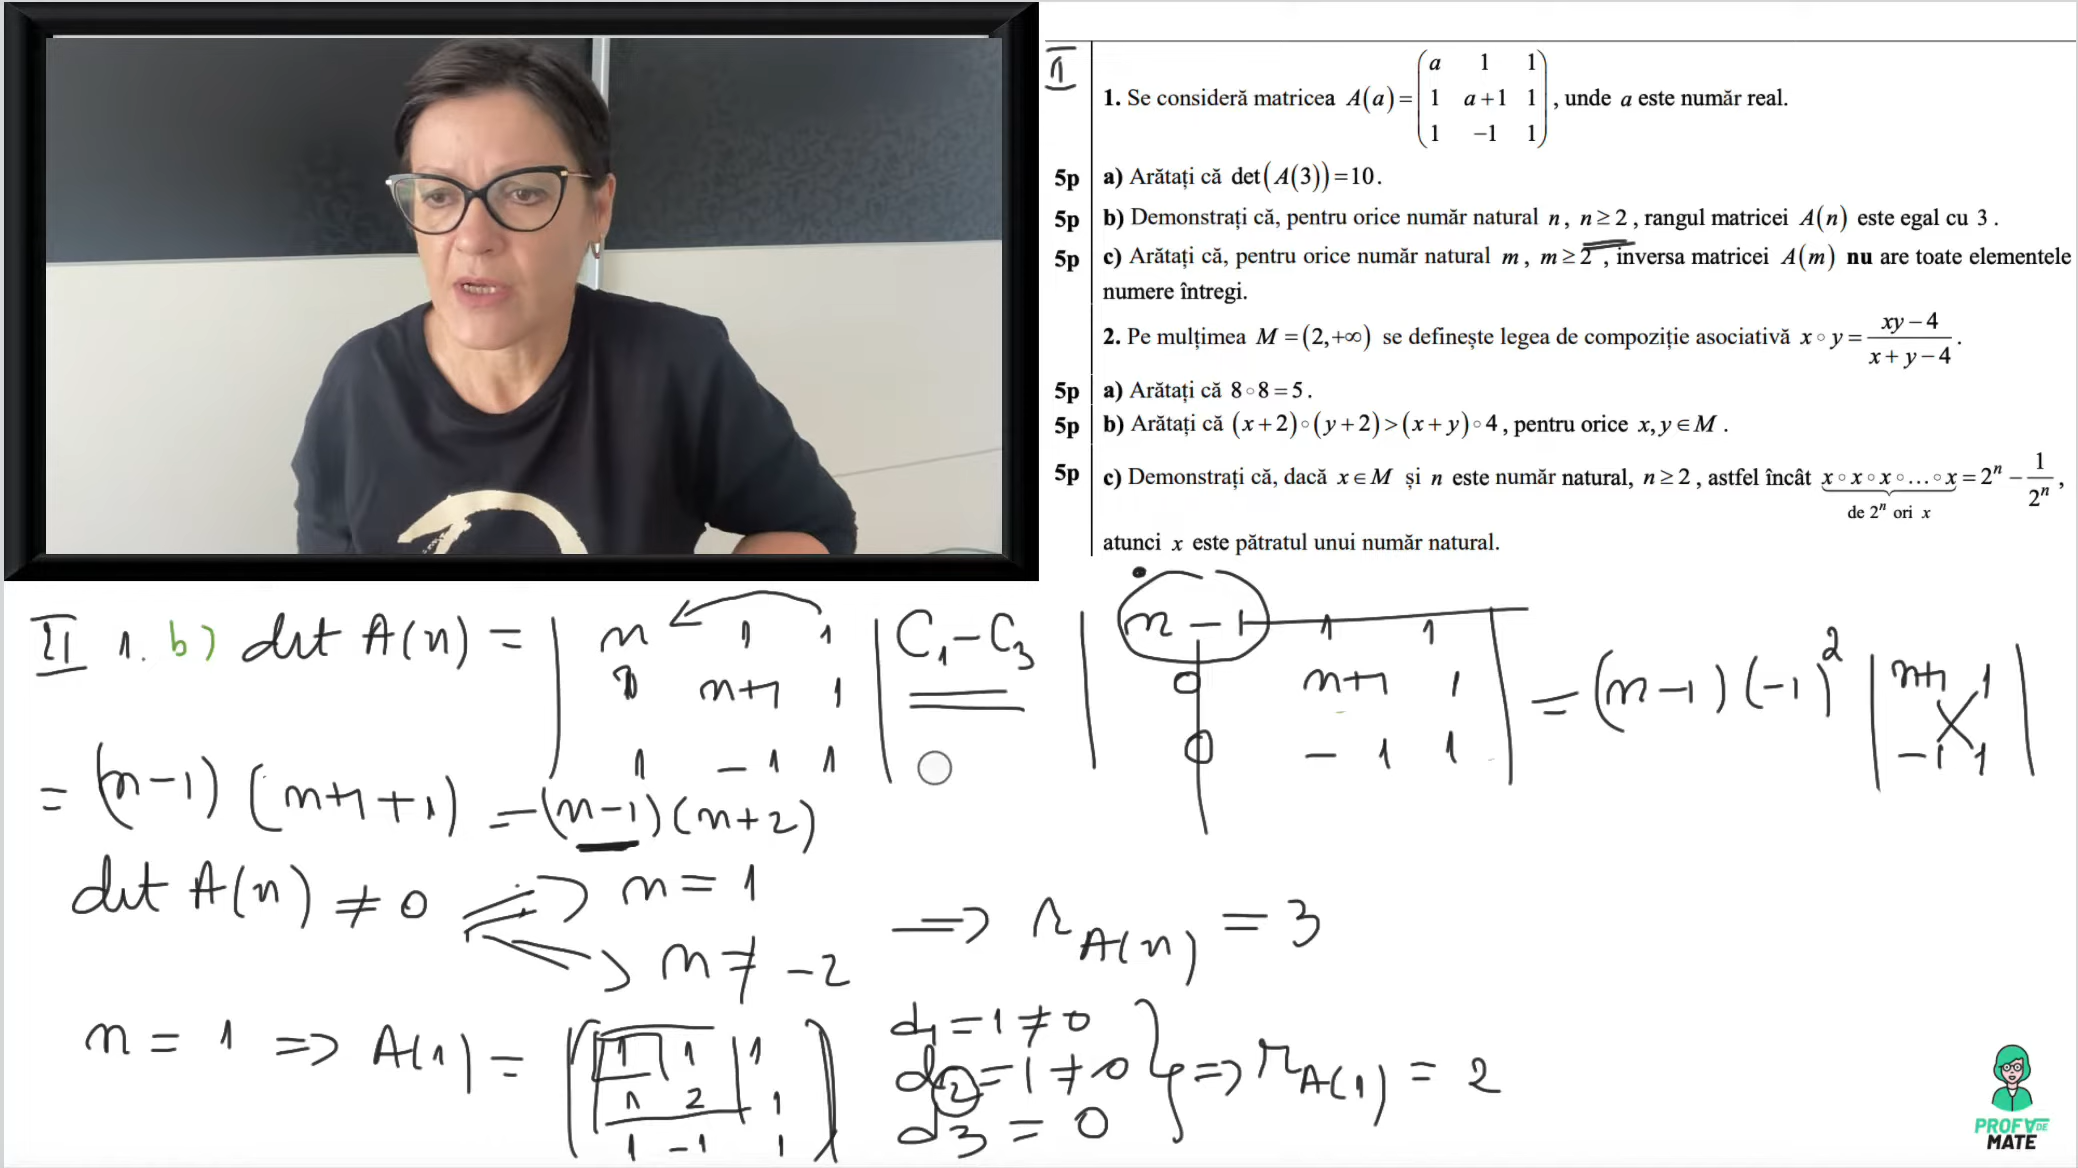 II
1. Se consideră matricea A(a) = (a 1 1
1 a+1 1
1 −1 1), unde a este număr real.
5p a) Arătați că det(A(3)) = 10.
5p b) Demonstrați că, pentru orice număr natural n, n ≥ 2, rangul matricei A(n) este egal cu 3.
5p c) Arătați că, pentru orice număr natural m, m ≥ 2, inversa matricei A(m) nu are toate elementele
numere întregi.
2. Pe mulțimea M = (2,+∞) se definește legea de compoziție asociativă x∘y = (xy−4)/(x+y−4).
5p a) Arătați că 8∘8 = 5.
5p b) Arătați că (x+2)∘(y+2) > (x+y)∘4, pentru orice x, y ∈ M.
5p c) Demonstrați că, dacă x ∈ M și n este număr natural, n ≥ 2, astfel încât x∘x∘x∘...∘x = 2ⁿ − 1/2ⁿ,
de 2ⁿ ori x
atunci x este pătratul unui număr natural.
II 1. b) det A(n) = | n 1 1 | C₁−C₃ | n−1 1 1 | = (n−1)(−1)² | n+1 1 |
n+1 1 | 0 n+1 1 | −1 1
1 −1 1 | 0 −1 1
= (n−1)(n+1+1) = (n−1)(n+2)
det A(n) ≠ 0 => n = 1
=> n ≠ −2 => r A(n) = 3
n = 1 => A(1) = (1 1 1
1 2 1
1 −1 1) d₁ = 1 ≠ 0
d₂ = 1 ≠ 0 } => r A(1) = 2
d₃ = 0
PROF DE
MATE